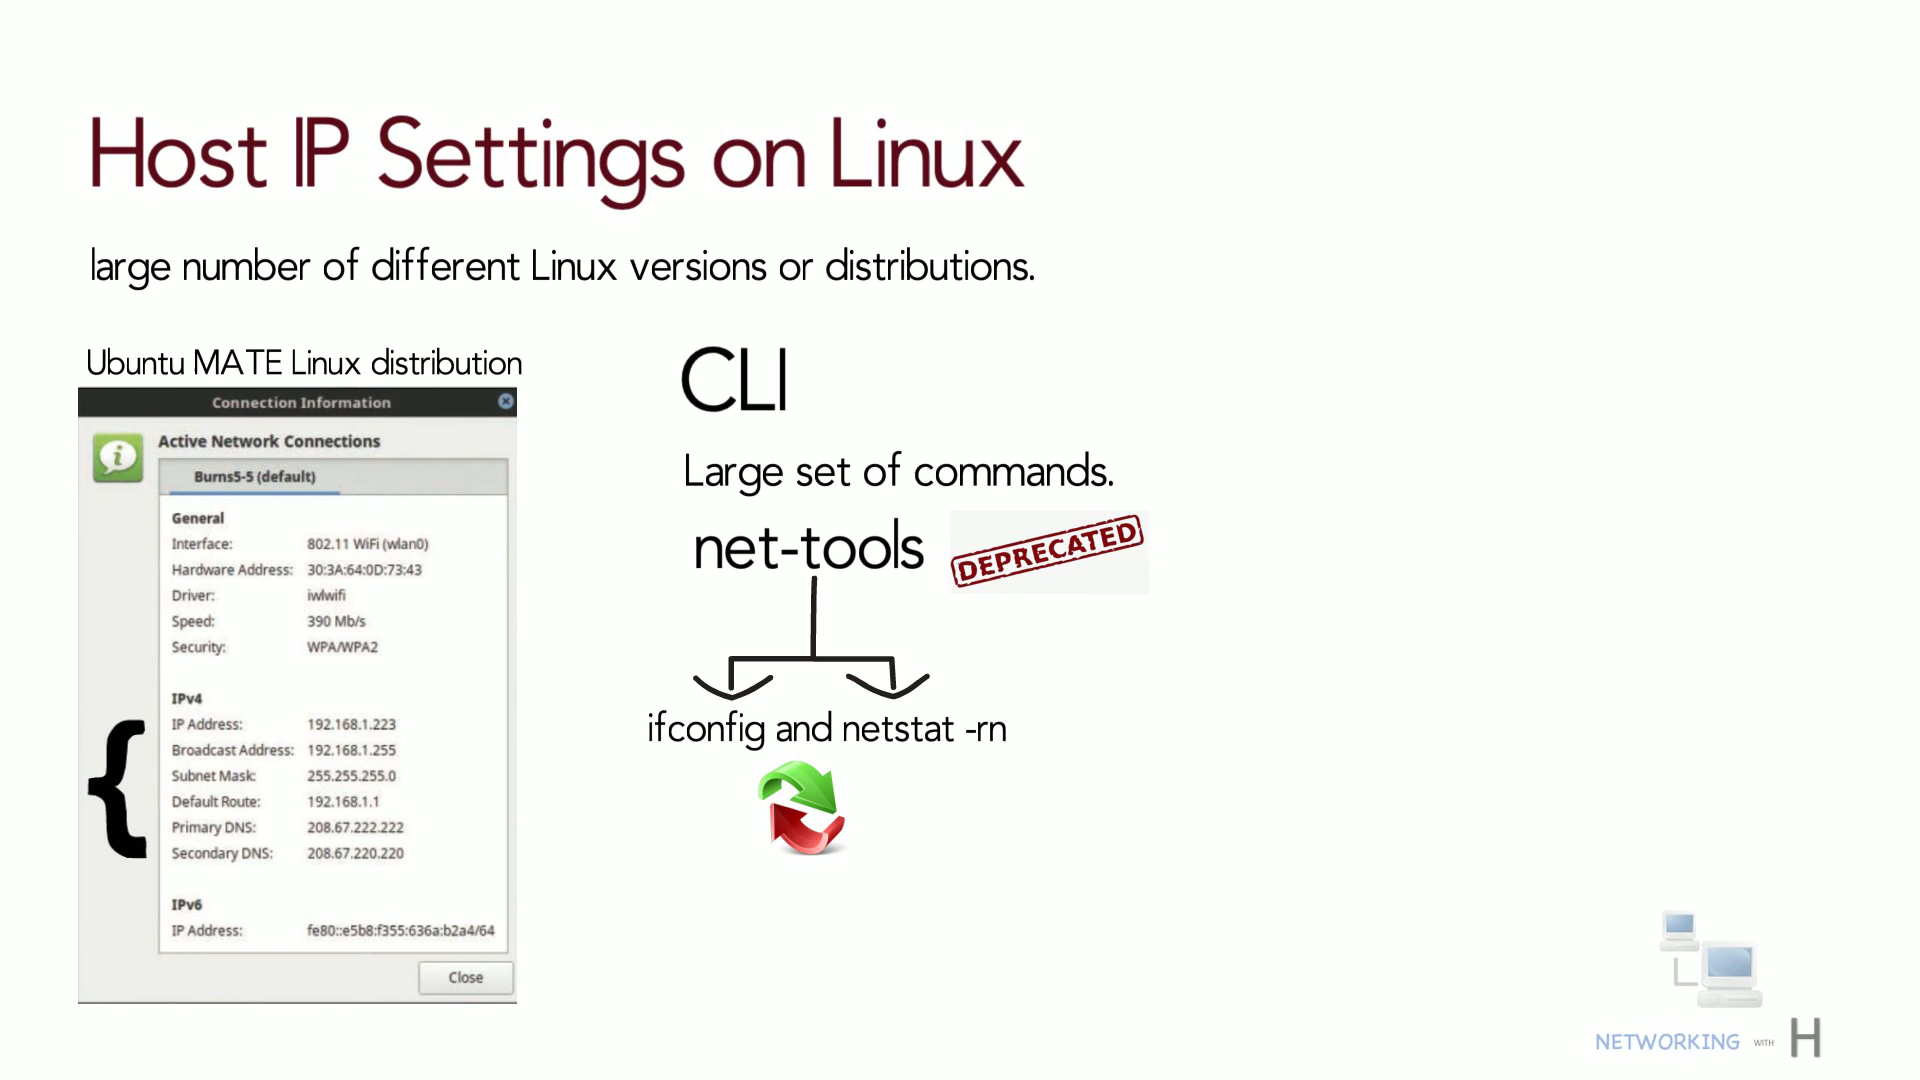 Host IP Settings on Linux
large number of different Linux versions or distributions.
Ubuntu MATE Linux distribution
Connection Information
Active Network Connections
Burns5-5 (default)
General
Interface: 802.11 WiFi (wlan0)
Hardware Address: 30:3A:64:0D:73:43
Driver: iwlwifi
Speed: 390 Mb/s
Security: WPA/WPA2
IPv4
IP Address: 192.168.1.223
Broadcast Address: 192.168.1.255
Subnet Mask: 255.255.255.0
Default Route: 192.168.1.1
Primary DNS: 208.67.222.222
Secondary DNS: 208.67.220.220
IPv6
IP Address: fe80::e5b8:f355:636a:b2a4/64
Close
CLI
Large set of commands.
net-tools
DEPRECATED
ifconfig and netstat -rn
NETWORKING WITH H